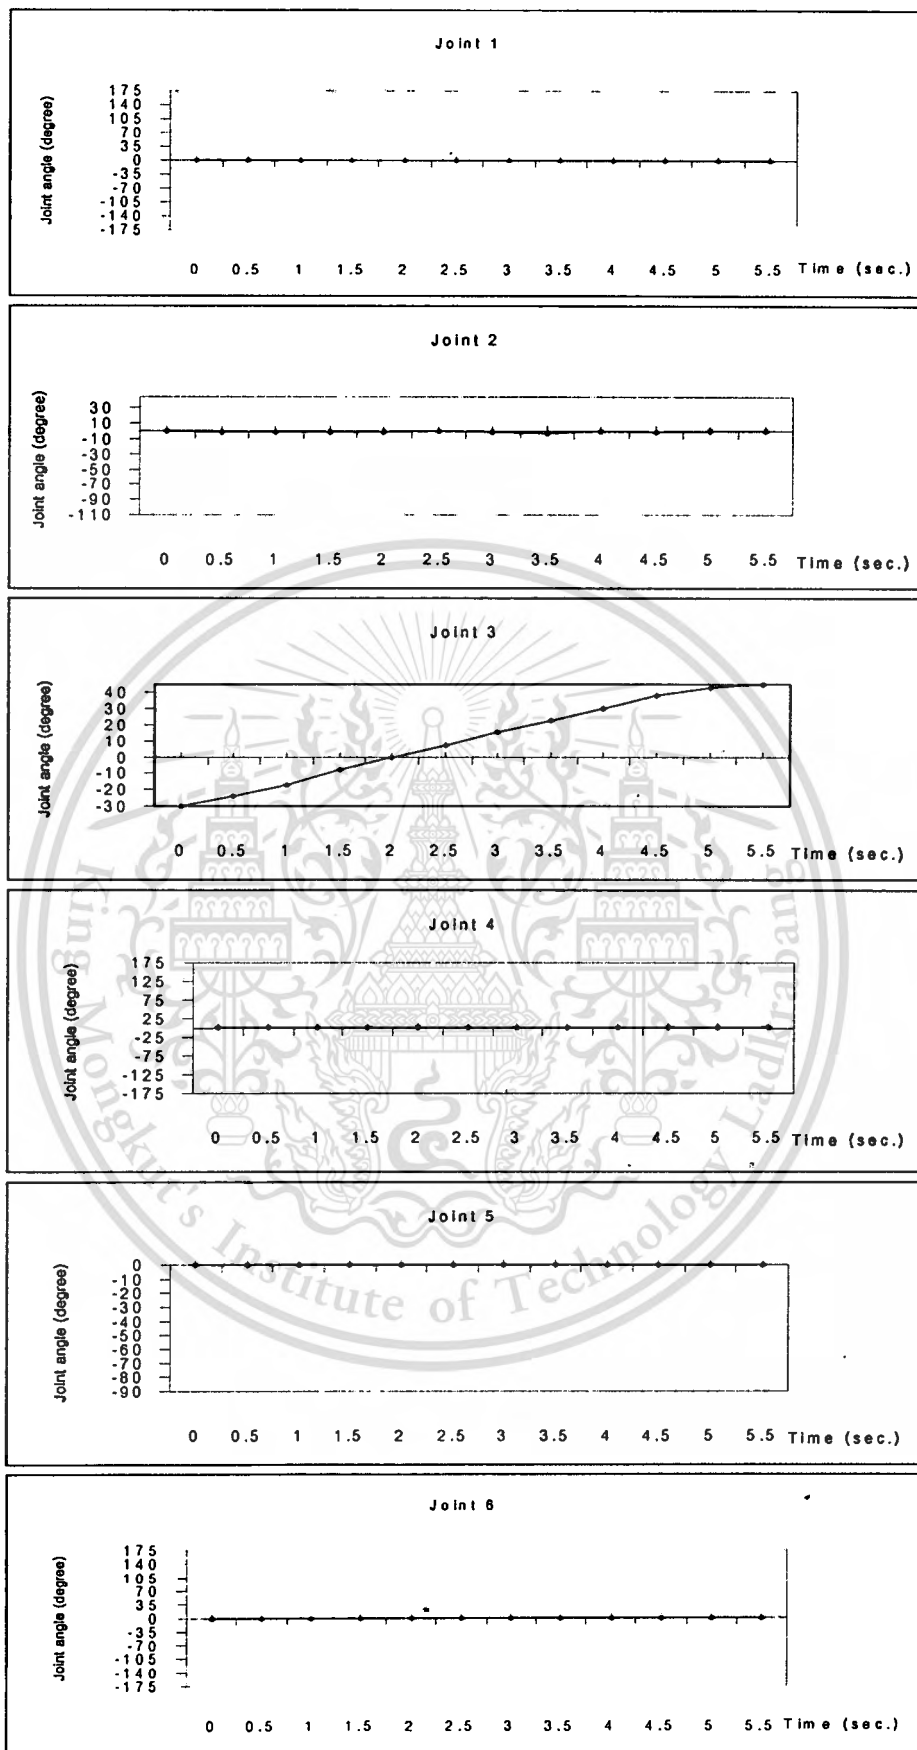 Joint 1
Joint angle (degree)
175
140
105
70
35
0
-35
-70
-105
-140
-175
0 0.5 1 1.5 2 2.5 3 3.5 4 4.5 5 5.5 Time (sec.)
Joint 2
Joint angle (degree)
30
10
-10
-30
-50
-70
-90
-110
0 0.5 1 1.5 2 2.5 3 3.5 4 4.5 5 5.5 Time (sec.)
Joint 3
Joint angle (degree)
40
30
20
10
0
-10
-20
-30
0 0.5 1 1.5 2 2.5 3 3.5 4 4.5 5 5.5 Time (sec.)
Joint 4
Joint angle (degree)
175
125
75
25
-25
-75
-125
-175
0 0.5 1 1.5 2 2.5 3 3.5 4 4.5 5 5.5 Time (sec.)
Joint 5
Joint angle (degree)
0
-10
-20
-30
-40
-50
-60
-70
-80
-90
0 0.5 1 1.5 2 2.5 3 3.5 4 4.5 5 5.5 Time (sec.)
Joint 6
Joint angle (degree)
175
140
105
70
35
0
-35
-70
-105
-140
-175
0 0.5 1 1.5 2 2.5 3 3.5 4 4.5 5 5.5 Time (sec.)
King Mongkut's Institute of Technology Ladkrabang